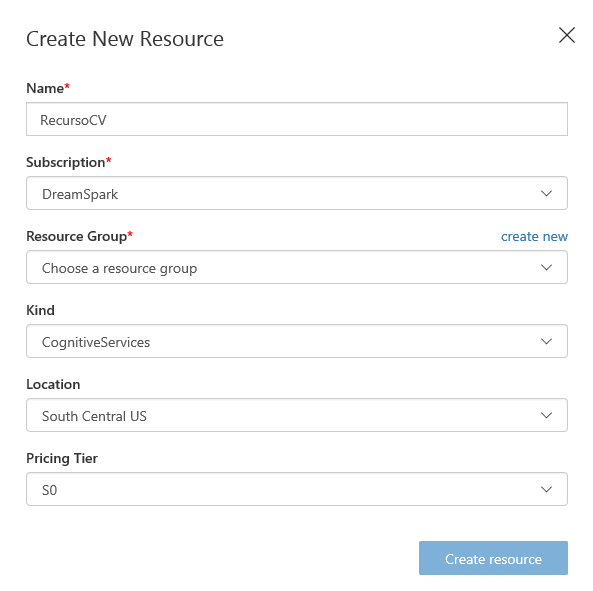 Create New Resource
Name*
RecursoCV
Subscription*
DreamSpark
Resource Group* create new
Choose a resource group
Kind
CognitiveServices
Location
South Central US
Pricing Tier
S0
Create resource